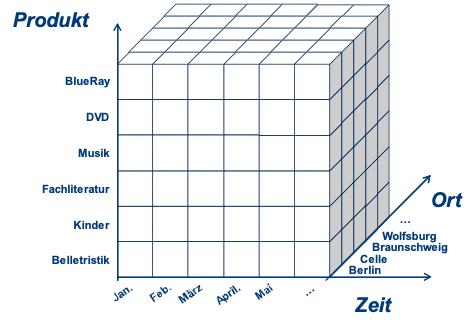 Produkt
BlueRay
DVD
Musik
Fachliteratur
Kinder
Belletristik
Jan.
Feb.
März
April.
Mai
...
Ort
...
Wolfsburg
Braunschweig
Celle
Berlin
Zeit